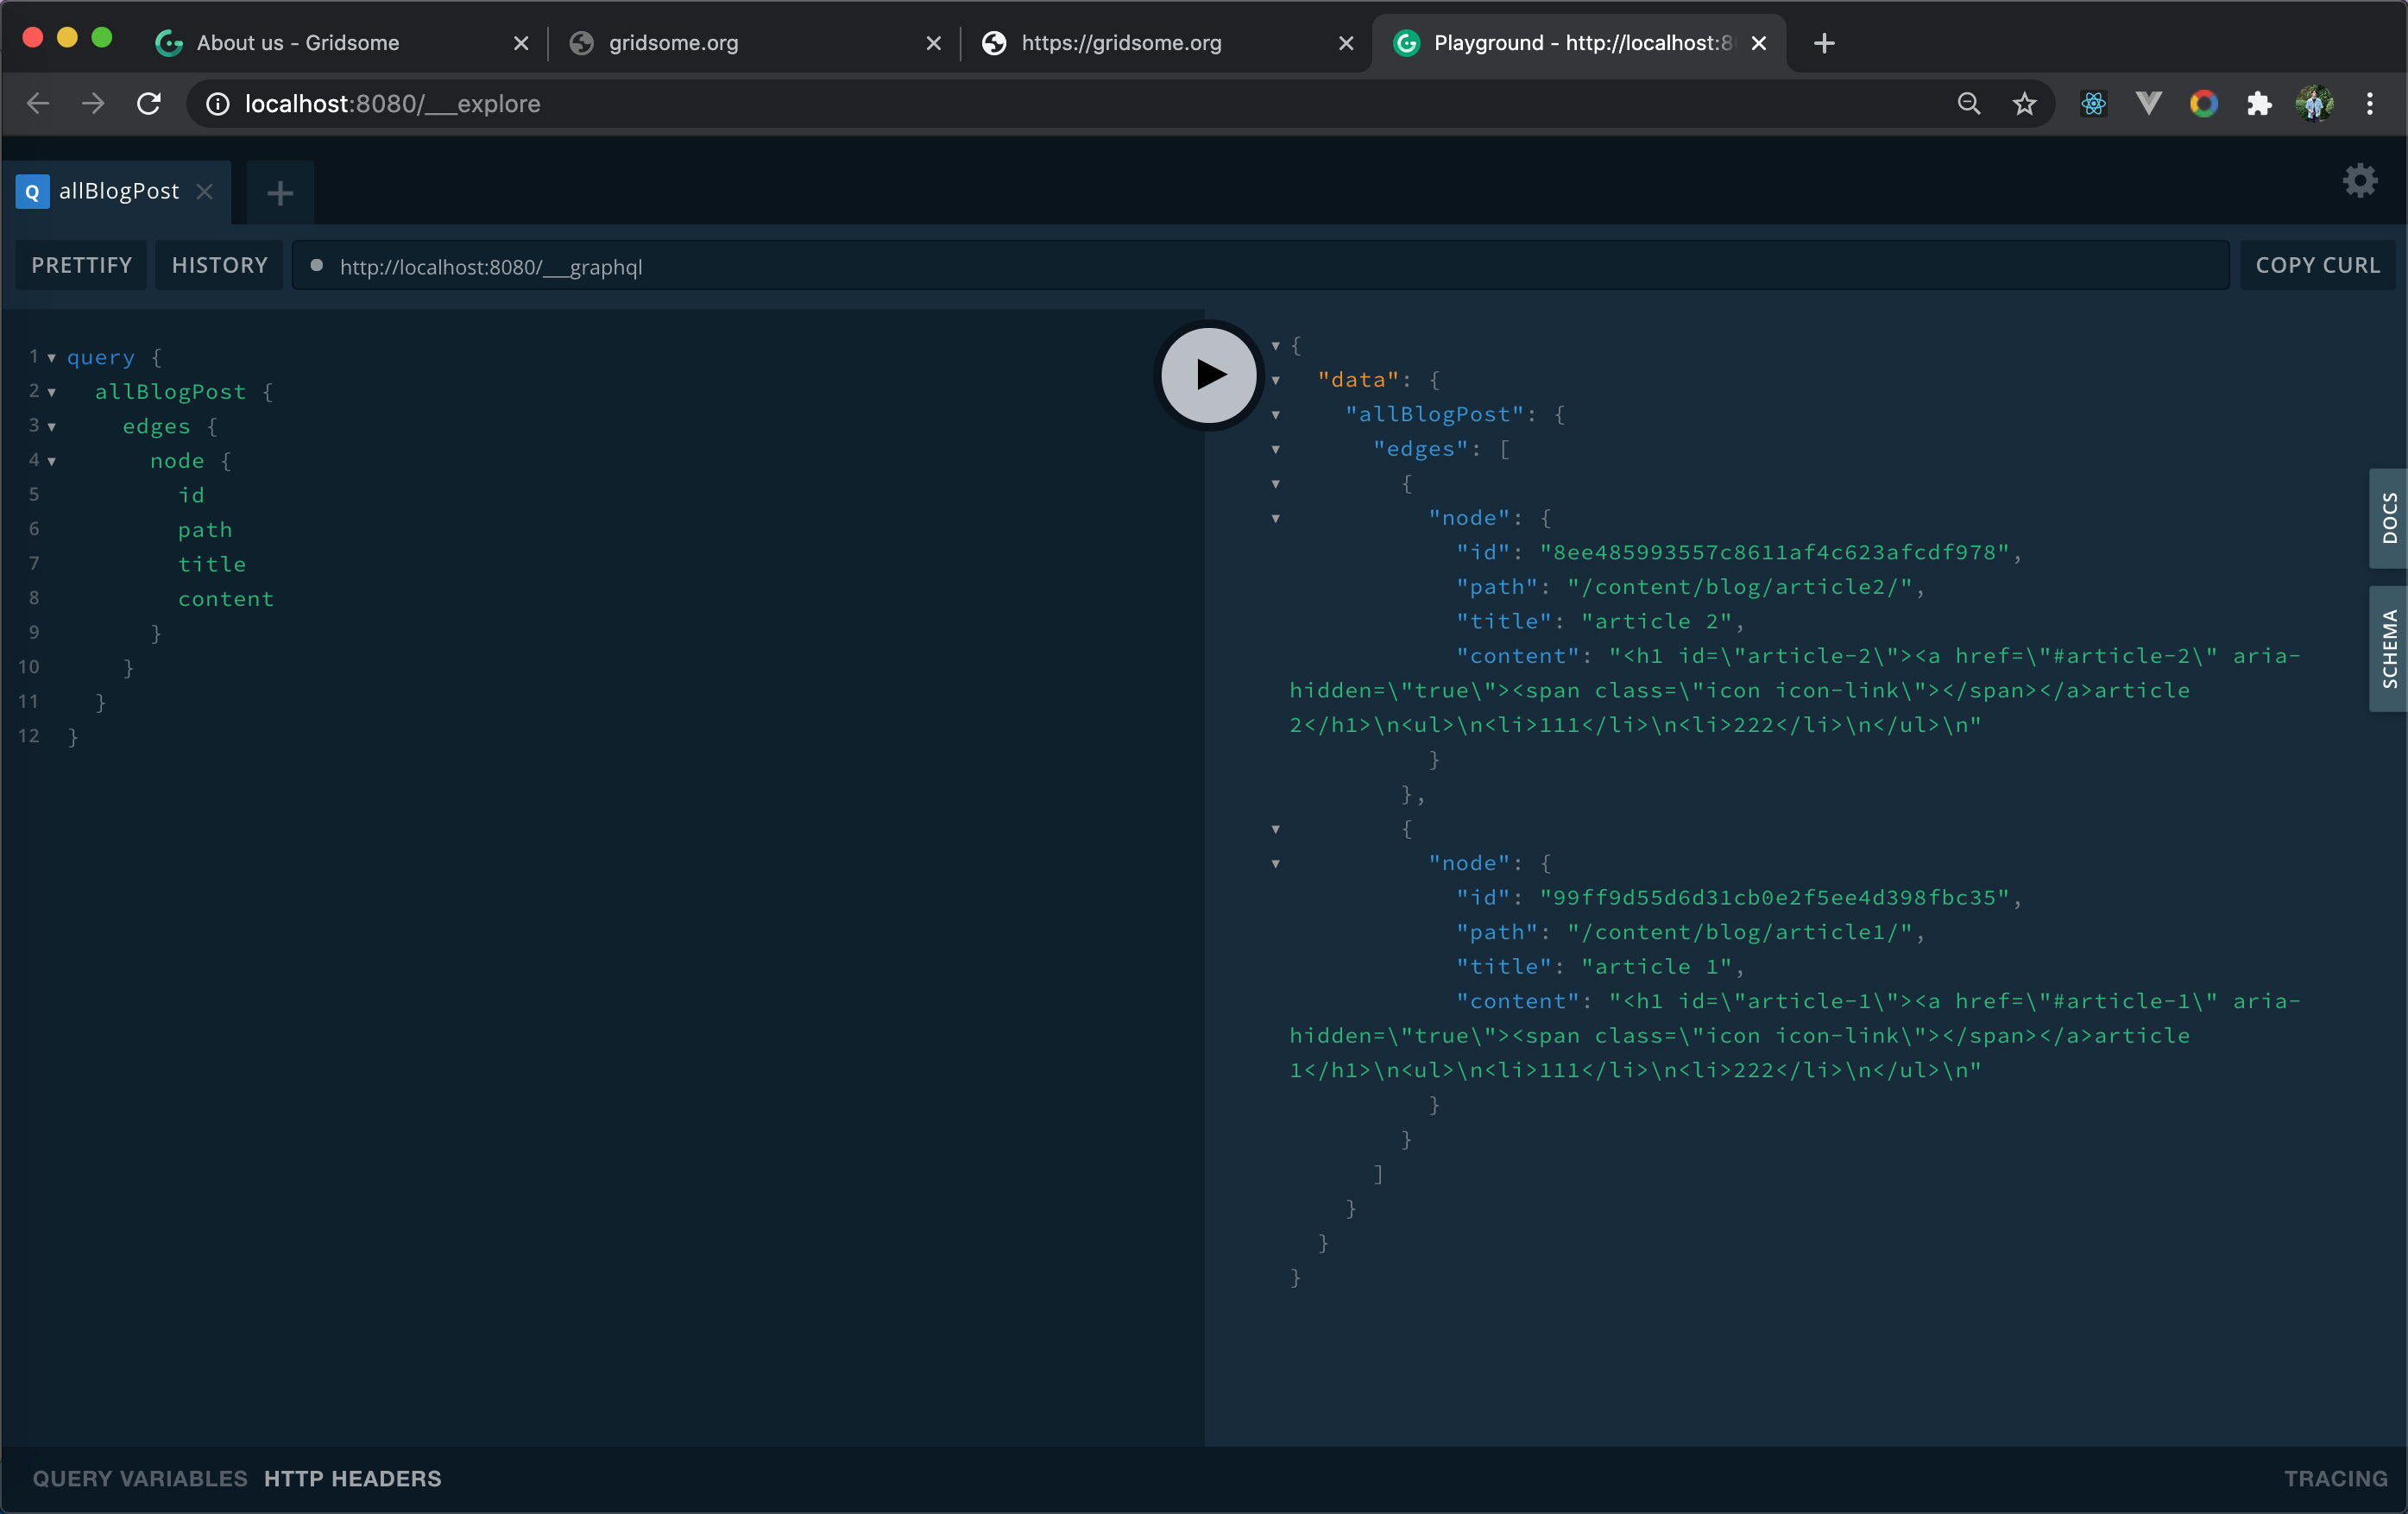 About us - Gridsome
gridsome.org
https://gridsome.org
Playground - http://localhost:8
localhost:8080/___explore
Q allBlogPost
PRETTIFY
HISTORY
http://localhost:8080/___graphql
COPY CURL
1 query {
2 allBlogPost {
3 edges {
4 node {
5 id
6 path
7 title
8 content
9 }
10 }
11 }
12 }
{
"data": {
"allBlogPost": {
"edges": [
{
"node": {
"id": "8ee485993557c8611af4c623afcdf978",
"path": "/content/blog/article2/",
"title": "article 2",
"content": "<h1 id=\"article-2\"><a href=\"#article-2\" aria-
hidden=\"true\"><span class=\"icon icon-link\"></span></a>article
2</h1>\n<ul>\n<li>111</li>\n<li>222</li>\n</ul>\n"
}
},
{
"node": {
"id": "99ff9d55d6d31cb0e2f5ee4d398fbc35",
"path": "/content/blog/article1/",
"title": "article 1",
"content": "<h1 id=\"article-1\"><a href=\"#article-1\" aria-
hidden=\"true\"><span class=\"icon icon-link\"></span></a>article
1</h1>\n<ul>\n<li>111</li>\n<li>222</li>\n</ul>\n"
}
}
]
}
}
}
DOCS
SCHEMA
QUERY VARIABLES
HTTP HEADERS
TRACING